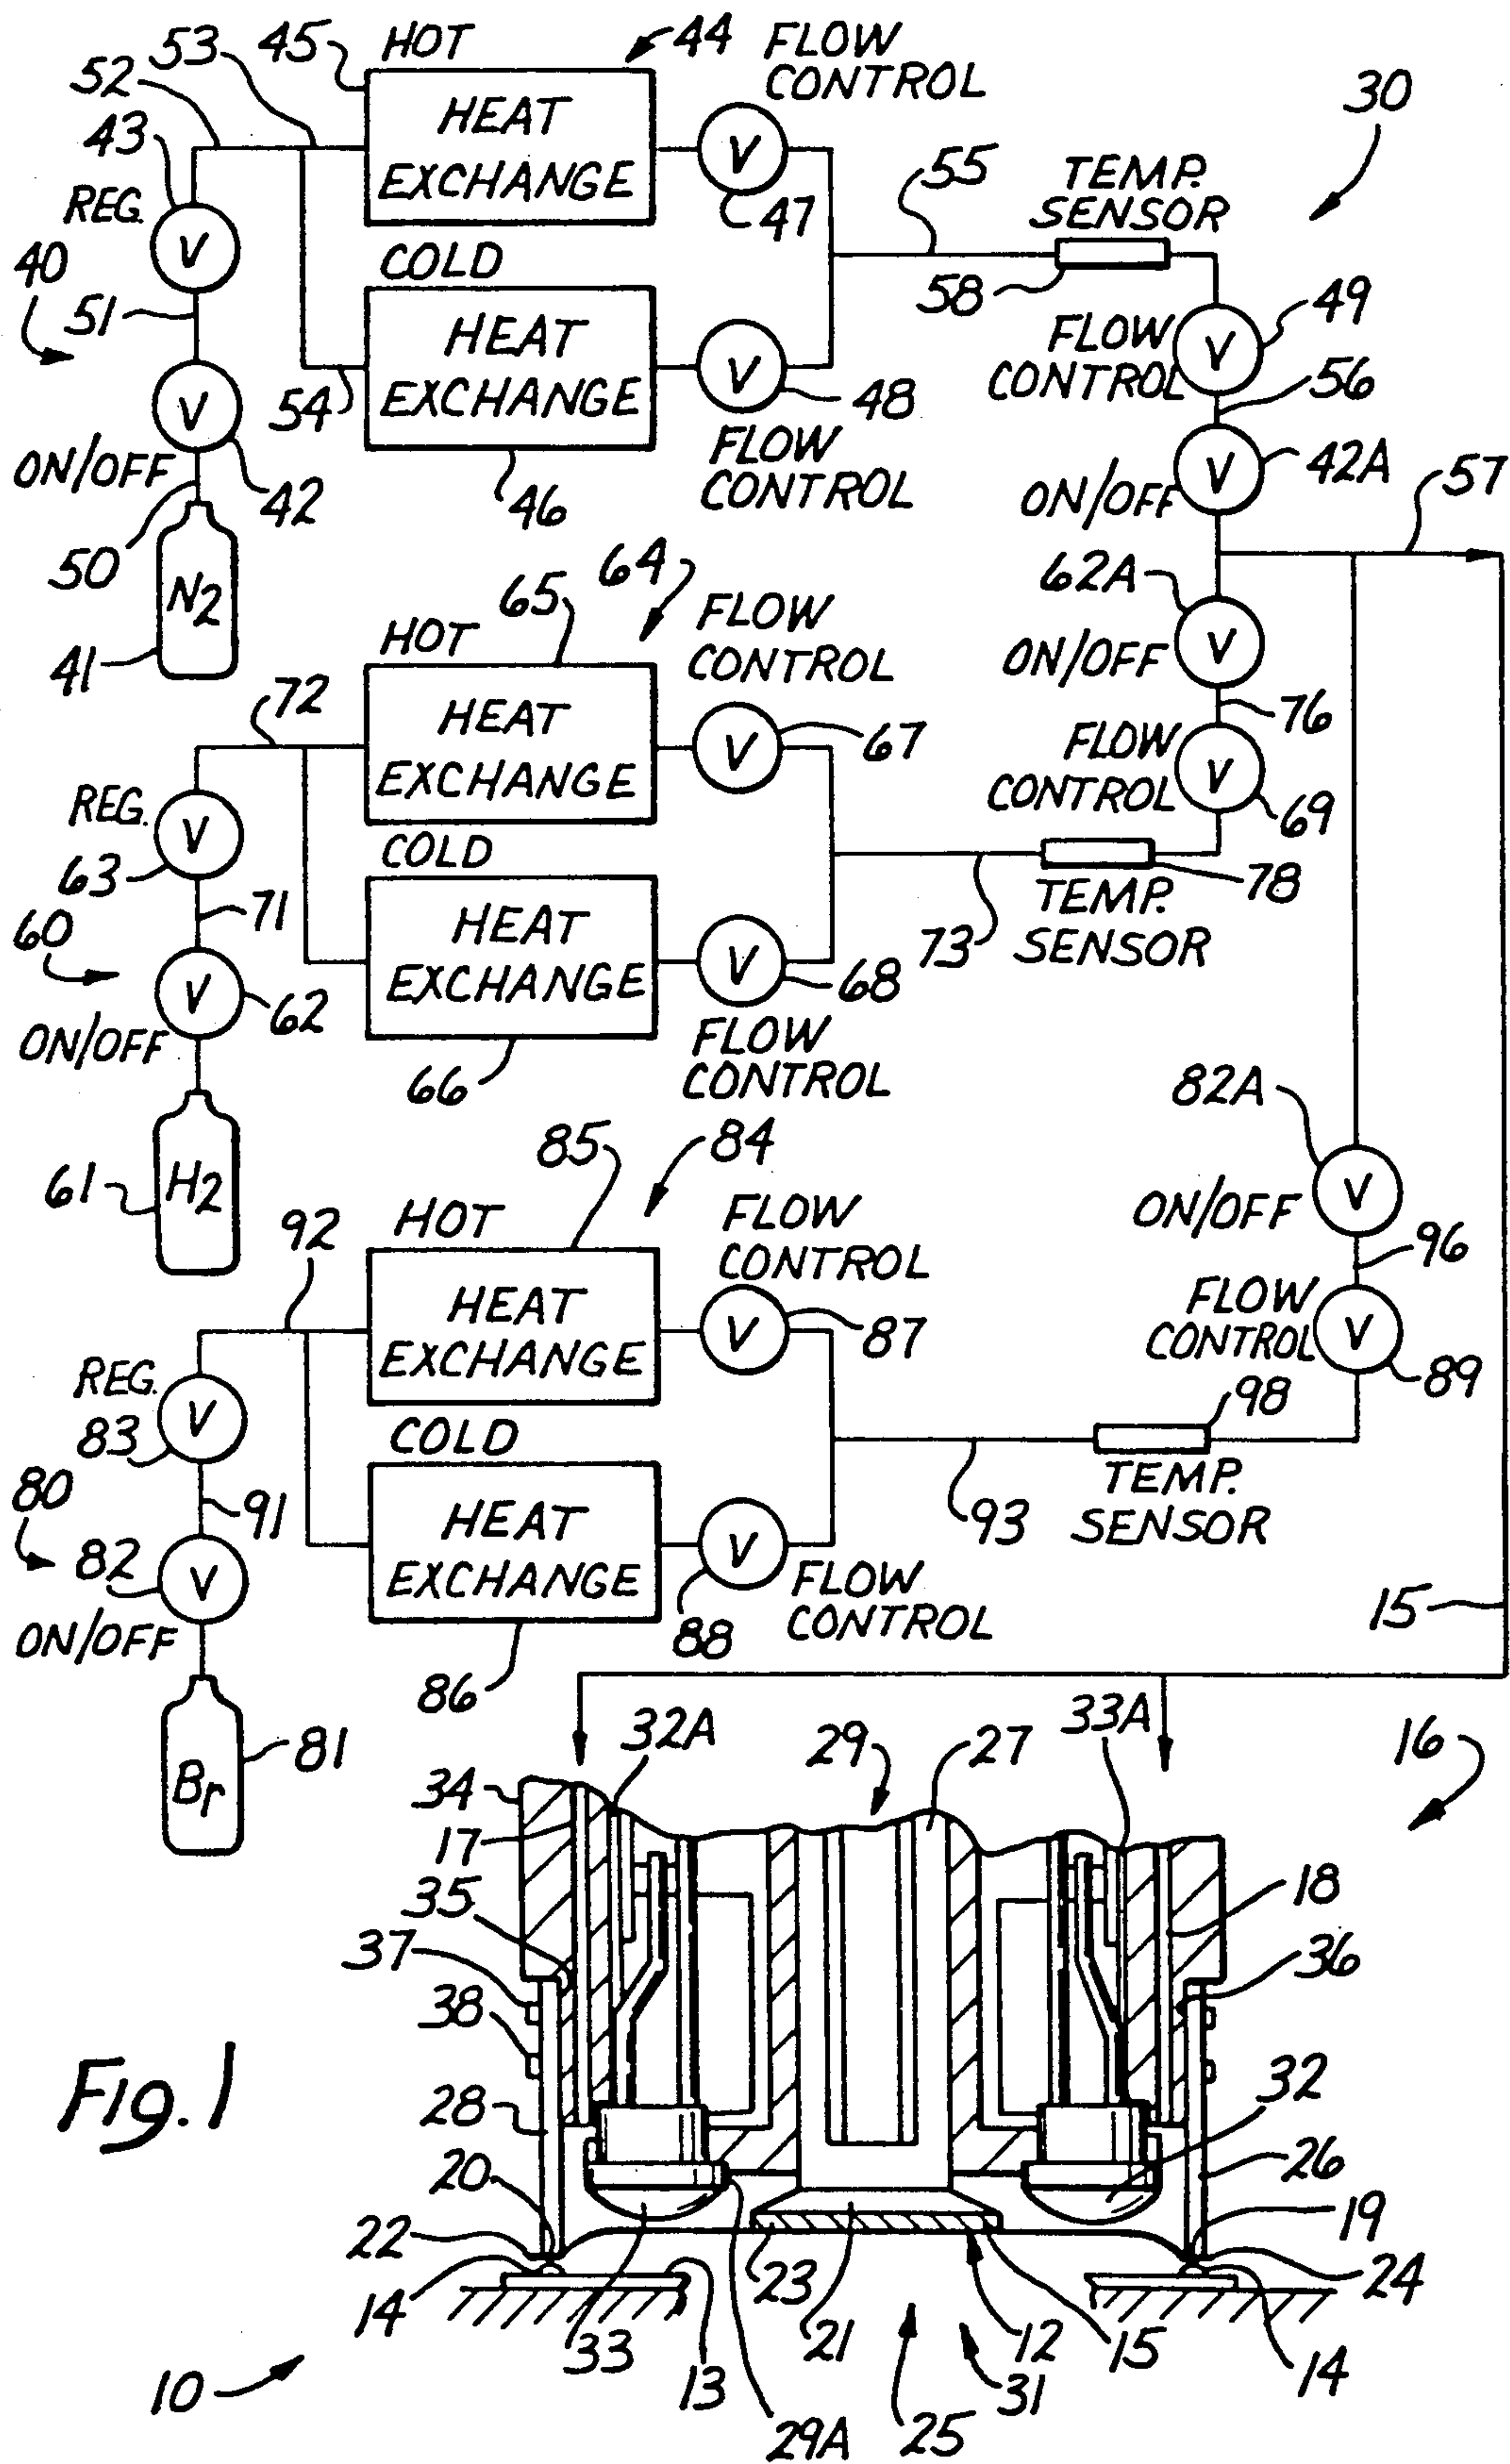 45
HOT
44
FLOW
CONTROL
52
53
43
REG.
V
HEAT
EXCHANGE
V
47
30
55
TEMP.
SENSOR
58
40
51
COLD
HEAT
EXCHANGE
V
48
54
FLOW
CONTROL
46
FLOW
CONTROL
V
49
56
V
ON/OFF
42
50
N2
41
V
42A
ON/OFF
57
62A
ON/OFF
V
76
FLOW
CONTROL
V
69
64
65
HOT
FLOW
CONTROL
72
HEAT
EXCHANGE
V
67
REG.
63
V
71
COLD
HEAT
EXCHANGE
V
68
FLOW
CONTROL
66
73
78
TEMP.
SENSOR
60
V
62
ON/OFF
61
H2
82A
ON/OFF
V
96
FLOW
CONTROL
V
89
85
84
HOT
FLOW
CONTROL
92
HEAT
EXCHANGE
V
87
REG.
83
V
91
COLD
HEAT
EXCHANGE
V
88
FLOW
CONTROL
86
93
98
TEMP.
SENSOR
80
82
V
ON/OFF
Br
81
15
32A
29
27
33A
16
34
17
35
37
38
28
20
22
14
18
36
32
26
19
24
14
33
13
29A
23
21
25
12
31
15
10
Fig.1